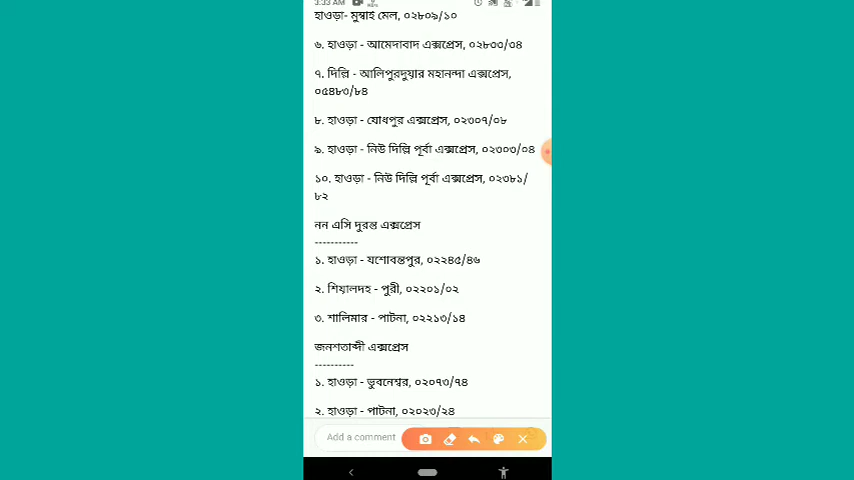 3:33 AM
হাওড়া- মুম্বাই মেল, ০২৮০৯/১০
৬. হাওড়া - আমেদাবাদ এক্সপ্রেস, ০২৮৩৩/৩৪
৭. দিল্লি - আলিপুরদুয়ার মহানন্দা এক্সপ্রেস,
০৫৪৮৩/৮৪
৮. হাওড়া - যোধপুর এক্সপ্রেস, ০২৩০৭/০৮
৯. হাওড়া - নিউ দিল্লি পূর্বা এক্সপ্রেস, ০২৩০৩/০৪
১০. হাওড়া - নিউ দিল্লি পূর্বা এক্সপ্রেস, ০২৩৮১/
৮২
নন এসি দুরন্ত এক্সপ্রেস
-----------
১. হাওড়া - যশোবন্তপুর, ০২২৪৫/৪৬
২. শিয়ালদহ - পুরী, ০২২০১/০২
৩. শালিমার - পাটনা, ০২২১৩/১৪
জনশতাব্দী এক্সপ্রেস
----------
১. হাওড়া - ভুবনেশ্বর, ০২০৭৩/৭৪
২. হাওড়া - পাটনা, ০২০২৩/২৪
Add a comment